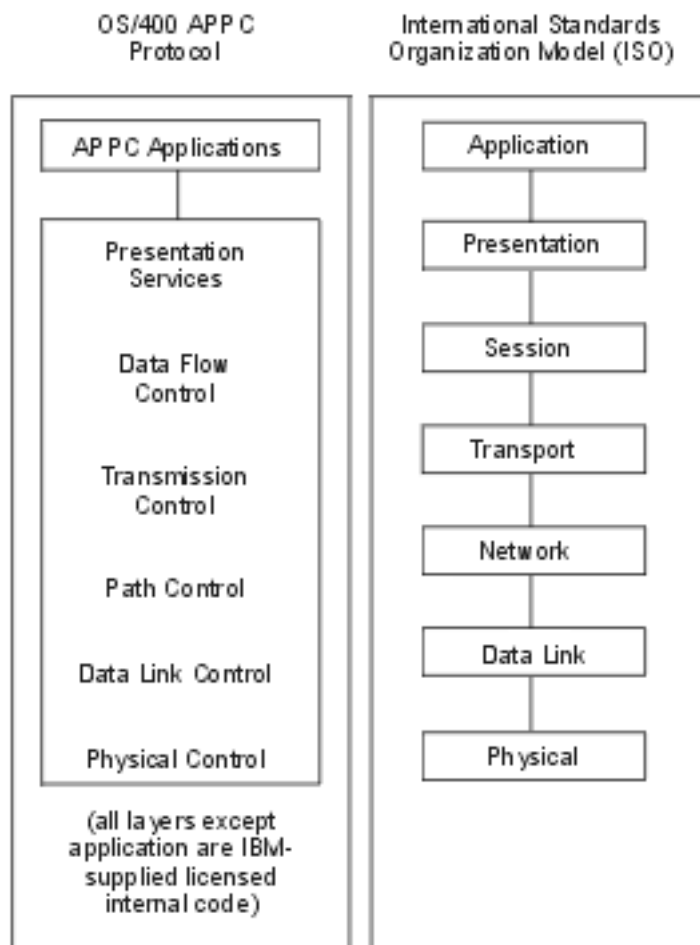 OS/400 APPC
Protocol
APPC Applications
Presentation
Services
Data Flow
Control
Transmission
Control
Path Control
Data Link Control
Physical Control
(all layers except
application are IBM-
supplied licensed
internal code)
International Standards
Organization Model (ISO)
Application
Presentation
Session
Transport
Network
Data Link
Physical